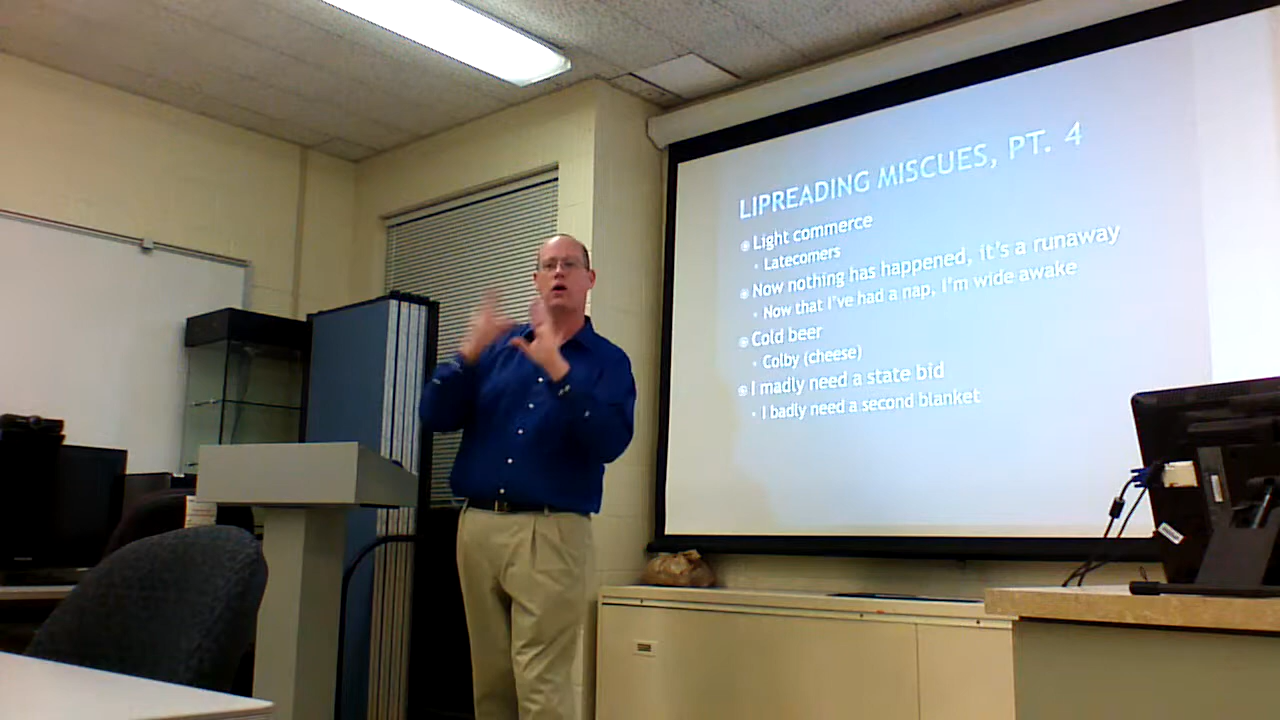 LIPREADING MISCUES, PT. 4
Light commerce
Latecomers
Now nothing has happened, it's a runaway
Now that I've had a nap, I'm wide awake
Cold beer
Colby (cheese)
I madly need a state bid
I badly need a second blanket